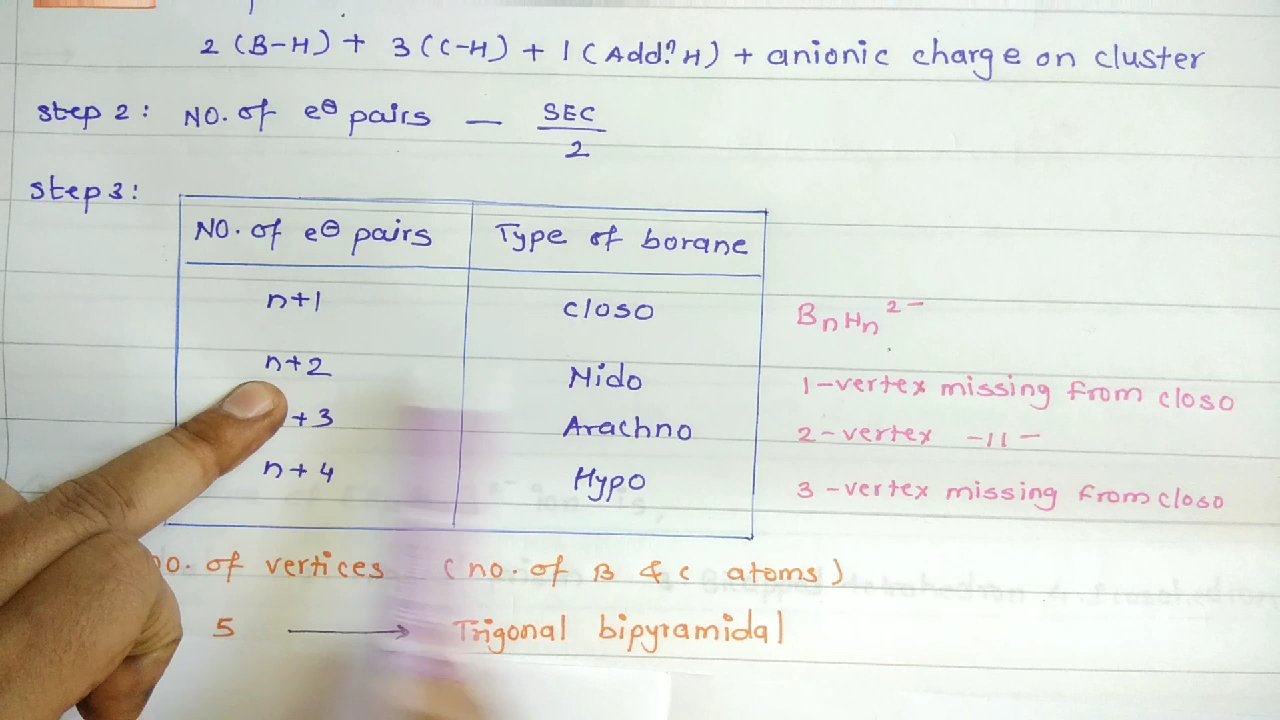 2 (B-H) + 3 (C-H) + 1 (Add? H) + anionic charge on cluster
step 2: NO. of e⊖ pairs — SEC
2
step 3:
NO. of e⊖ pairs Type of borane
n+1 closo BnHn²⁻
n+2 Nido 1-vertex missing from closo
+3 Arachno 2-vertex -11-
n+4 Hypo 3-vertex missing from closo
o. of vertices (no. of B & C atoms)
5 → Trigonal bipyramidal